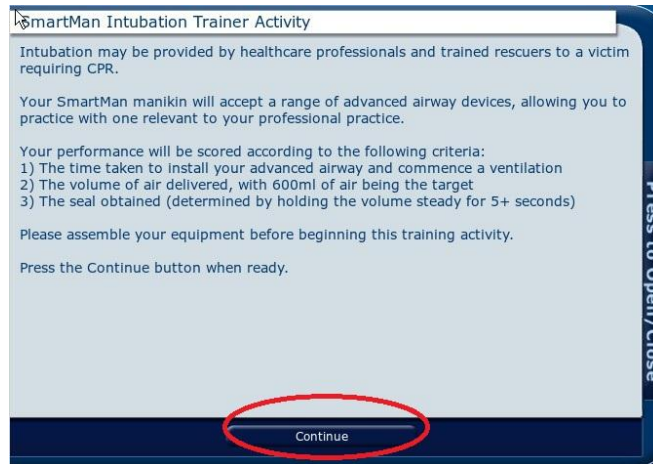 SmartMan Intubation Trainer Activity
Intubation may be provided by healthcare professionals and trained rescuers to a victim
requiring CPR.
Your SmartMan manikin will accept a range of advanced airway devices, allowing you to
practice with one relevant to your professional practice.
Your performance will be scored according to the following criteria:
1) The time taken to install your advanced airway and commence a ventilation
2) The volume of air delivered, with 600ml of air being the target
3) The seal obtained (determined by holding the volume steady for 5+ seconds)
Please assemble your equipment before beginning this training activity.
Press the Continue button when ready.
Continue
Press to Open/Close